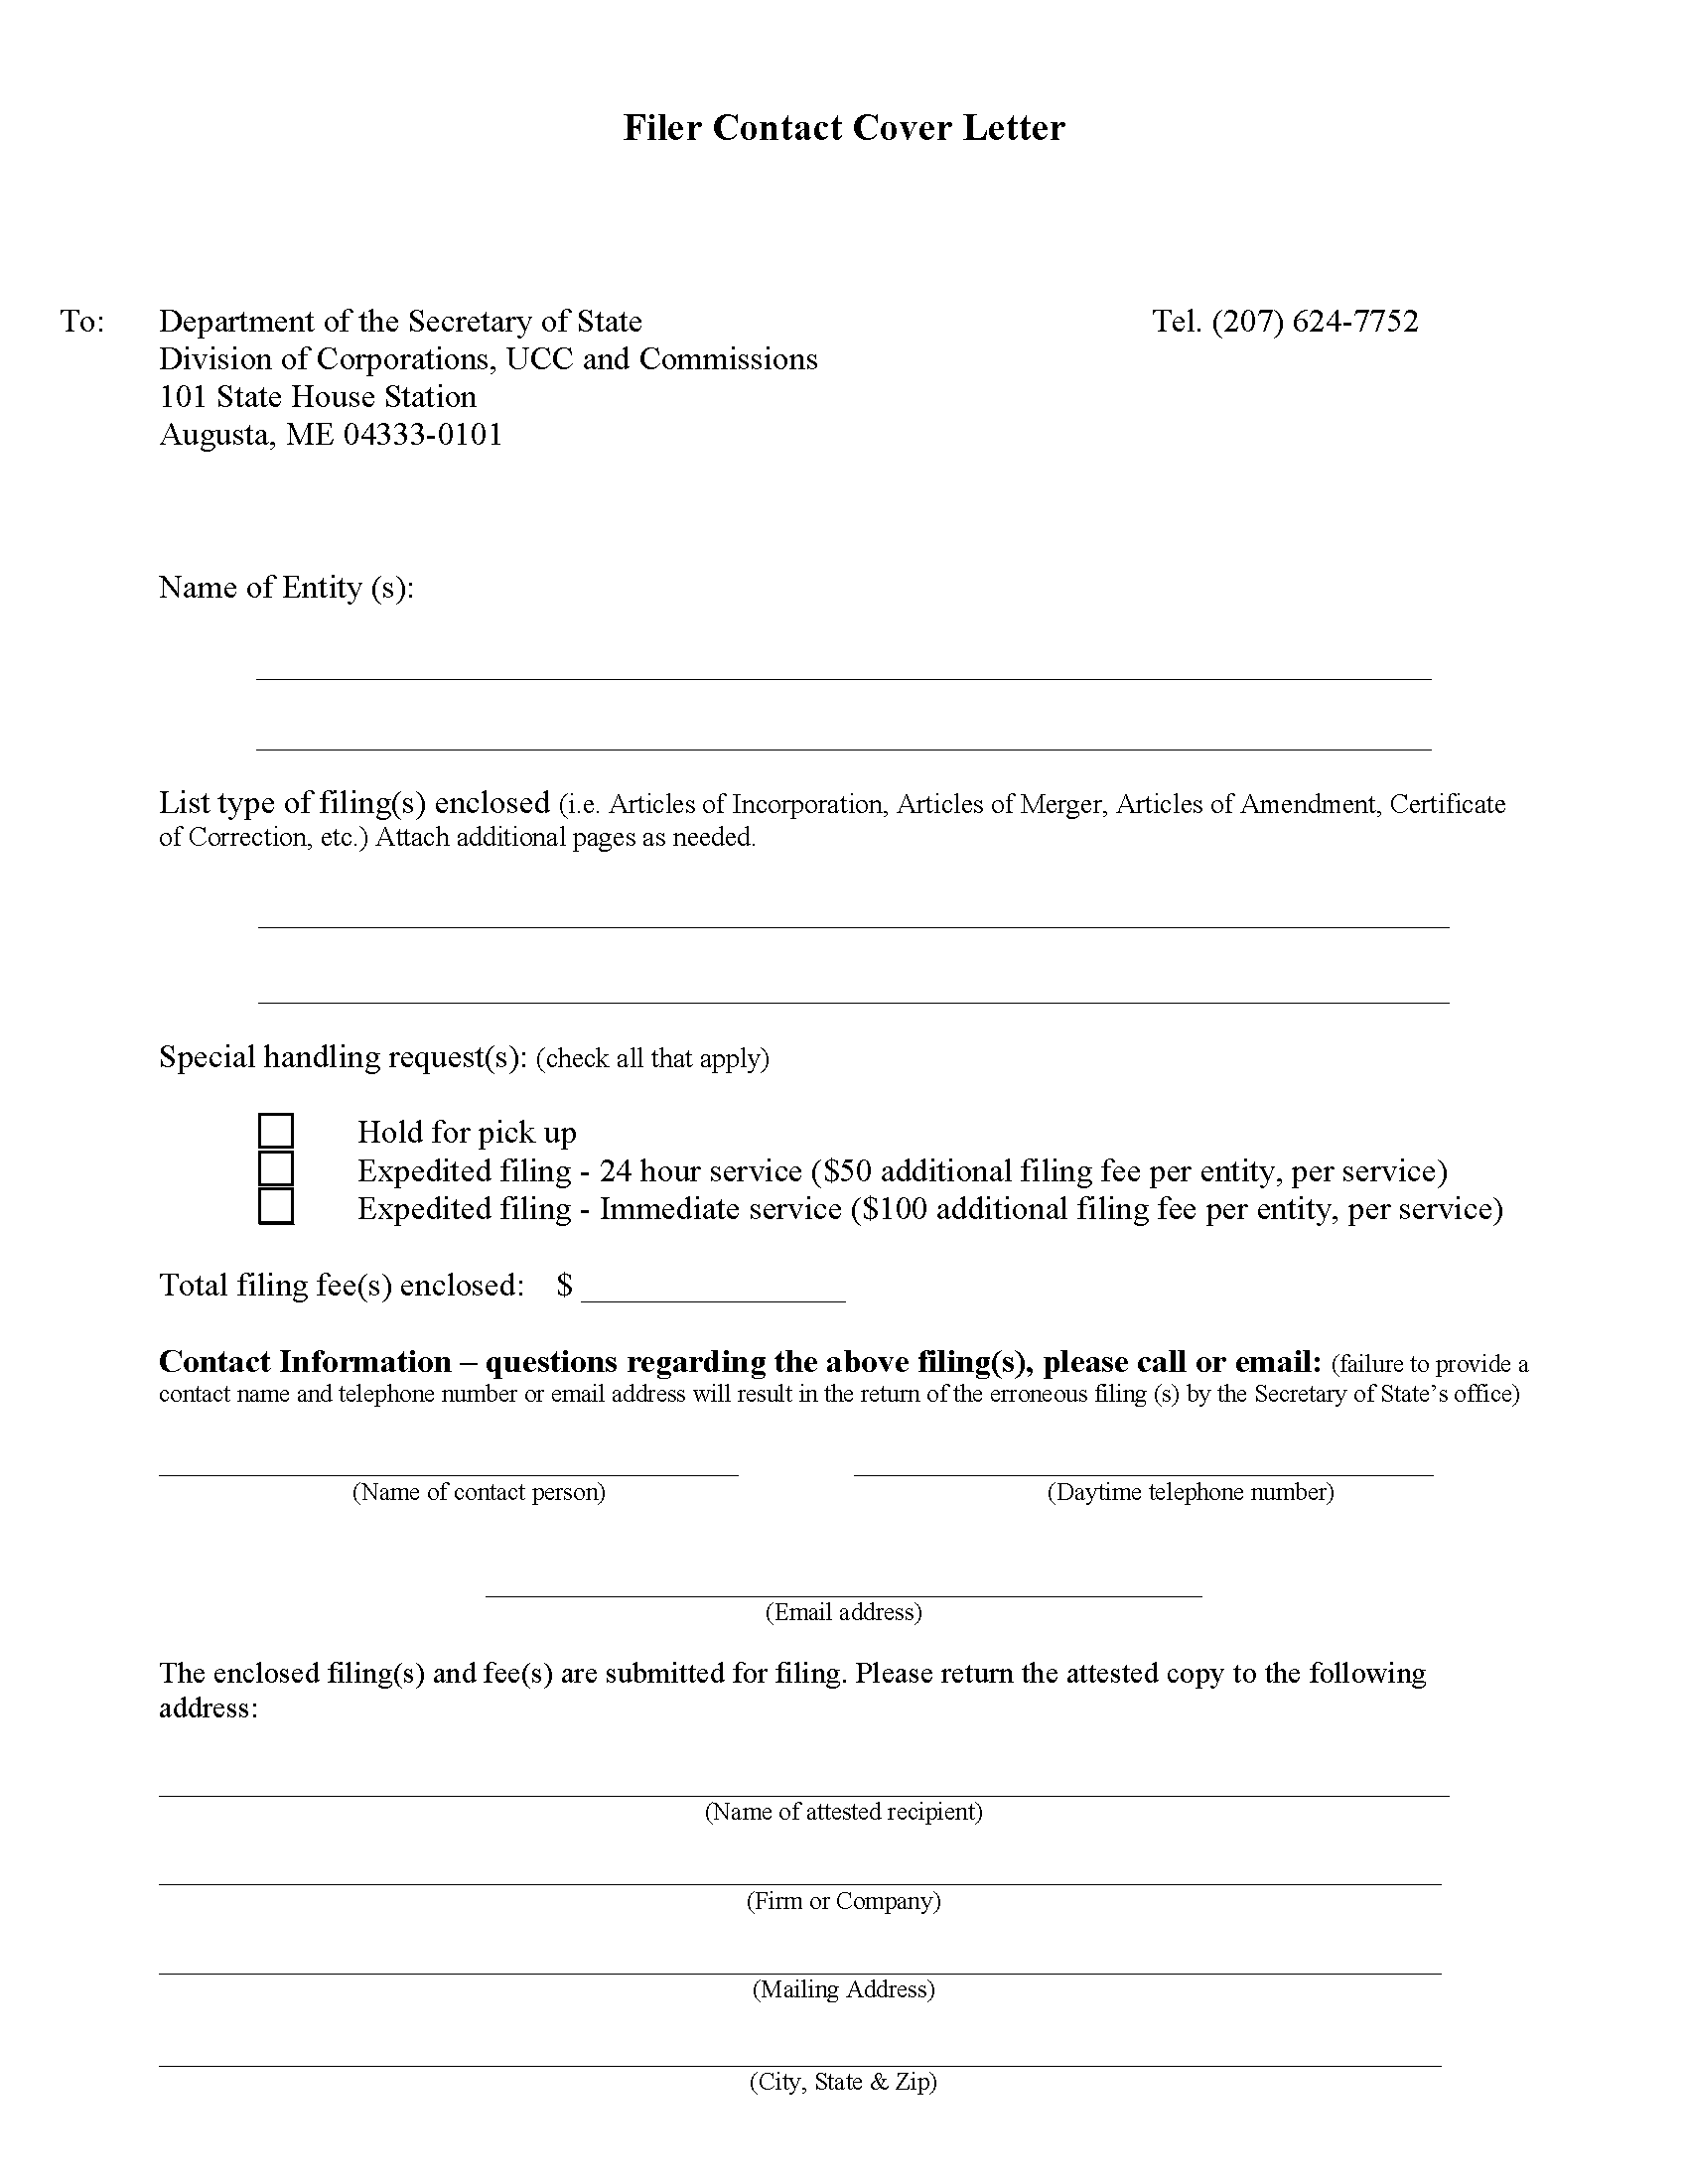 Filer Contact Cover Letter
To: Department of the Secretary of State Tel. (207) 624-7752
Division of Corporations, UCC and Commissions
101 State House Station
Augusta, ME 04333-0101
Name of Entity (s):
List type of filing(s) enclosed (i.e. Articles of Incorporation, Articles of Merger, Articles of Amendment, Certificate
of Correction, etc.) Attach additional pages as needed.
Special handling request(s): (check all that apply)
Hold for pick up
Expedited filing - 24 hour service ($50 additional filing fee per entity, per service)
Expedited filing - Immediate service ($100 additional filing fee per entity, per service)
Total filing fee(s) enclosed: $
Contact Information – questions regarding the above filing(s), please call or email: (failure to provide a
contact name and telephone number or email address will result in the return of the erroneous filing (s) by the Secretary of State’s office)
(Name of contact person) (Daytime telephone number)
(Email address)
The enclosed filing(s) and fee(s) are submitted for filing. Please return the attested copy to the following
address:
(Name of attested recipient)
(Firm or Company)
(Mailing Address)
(City, State & Zip)